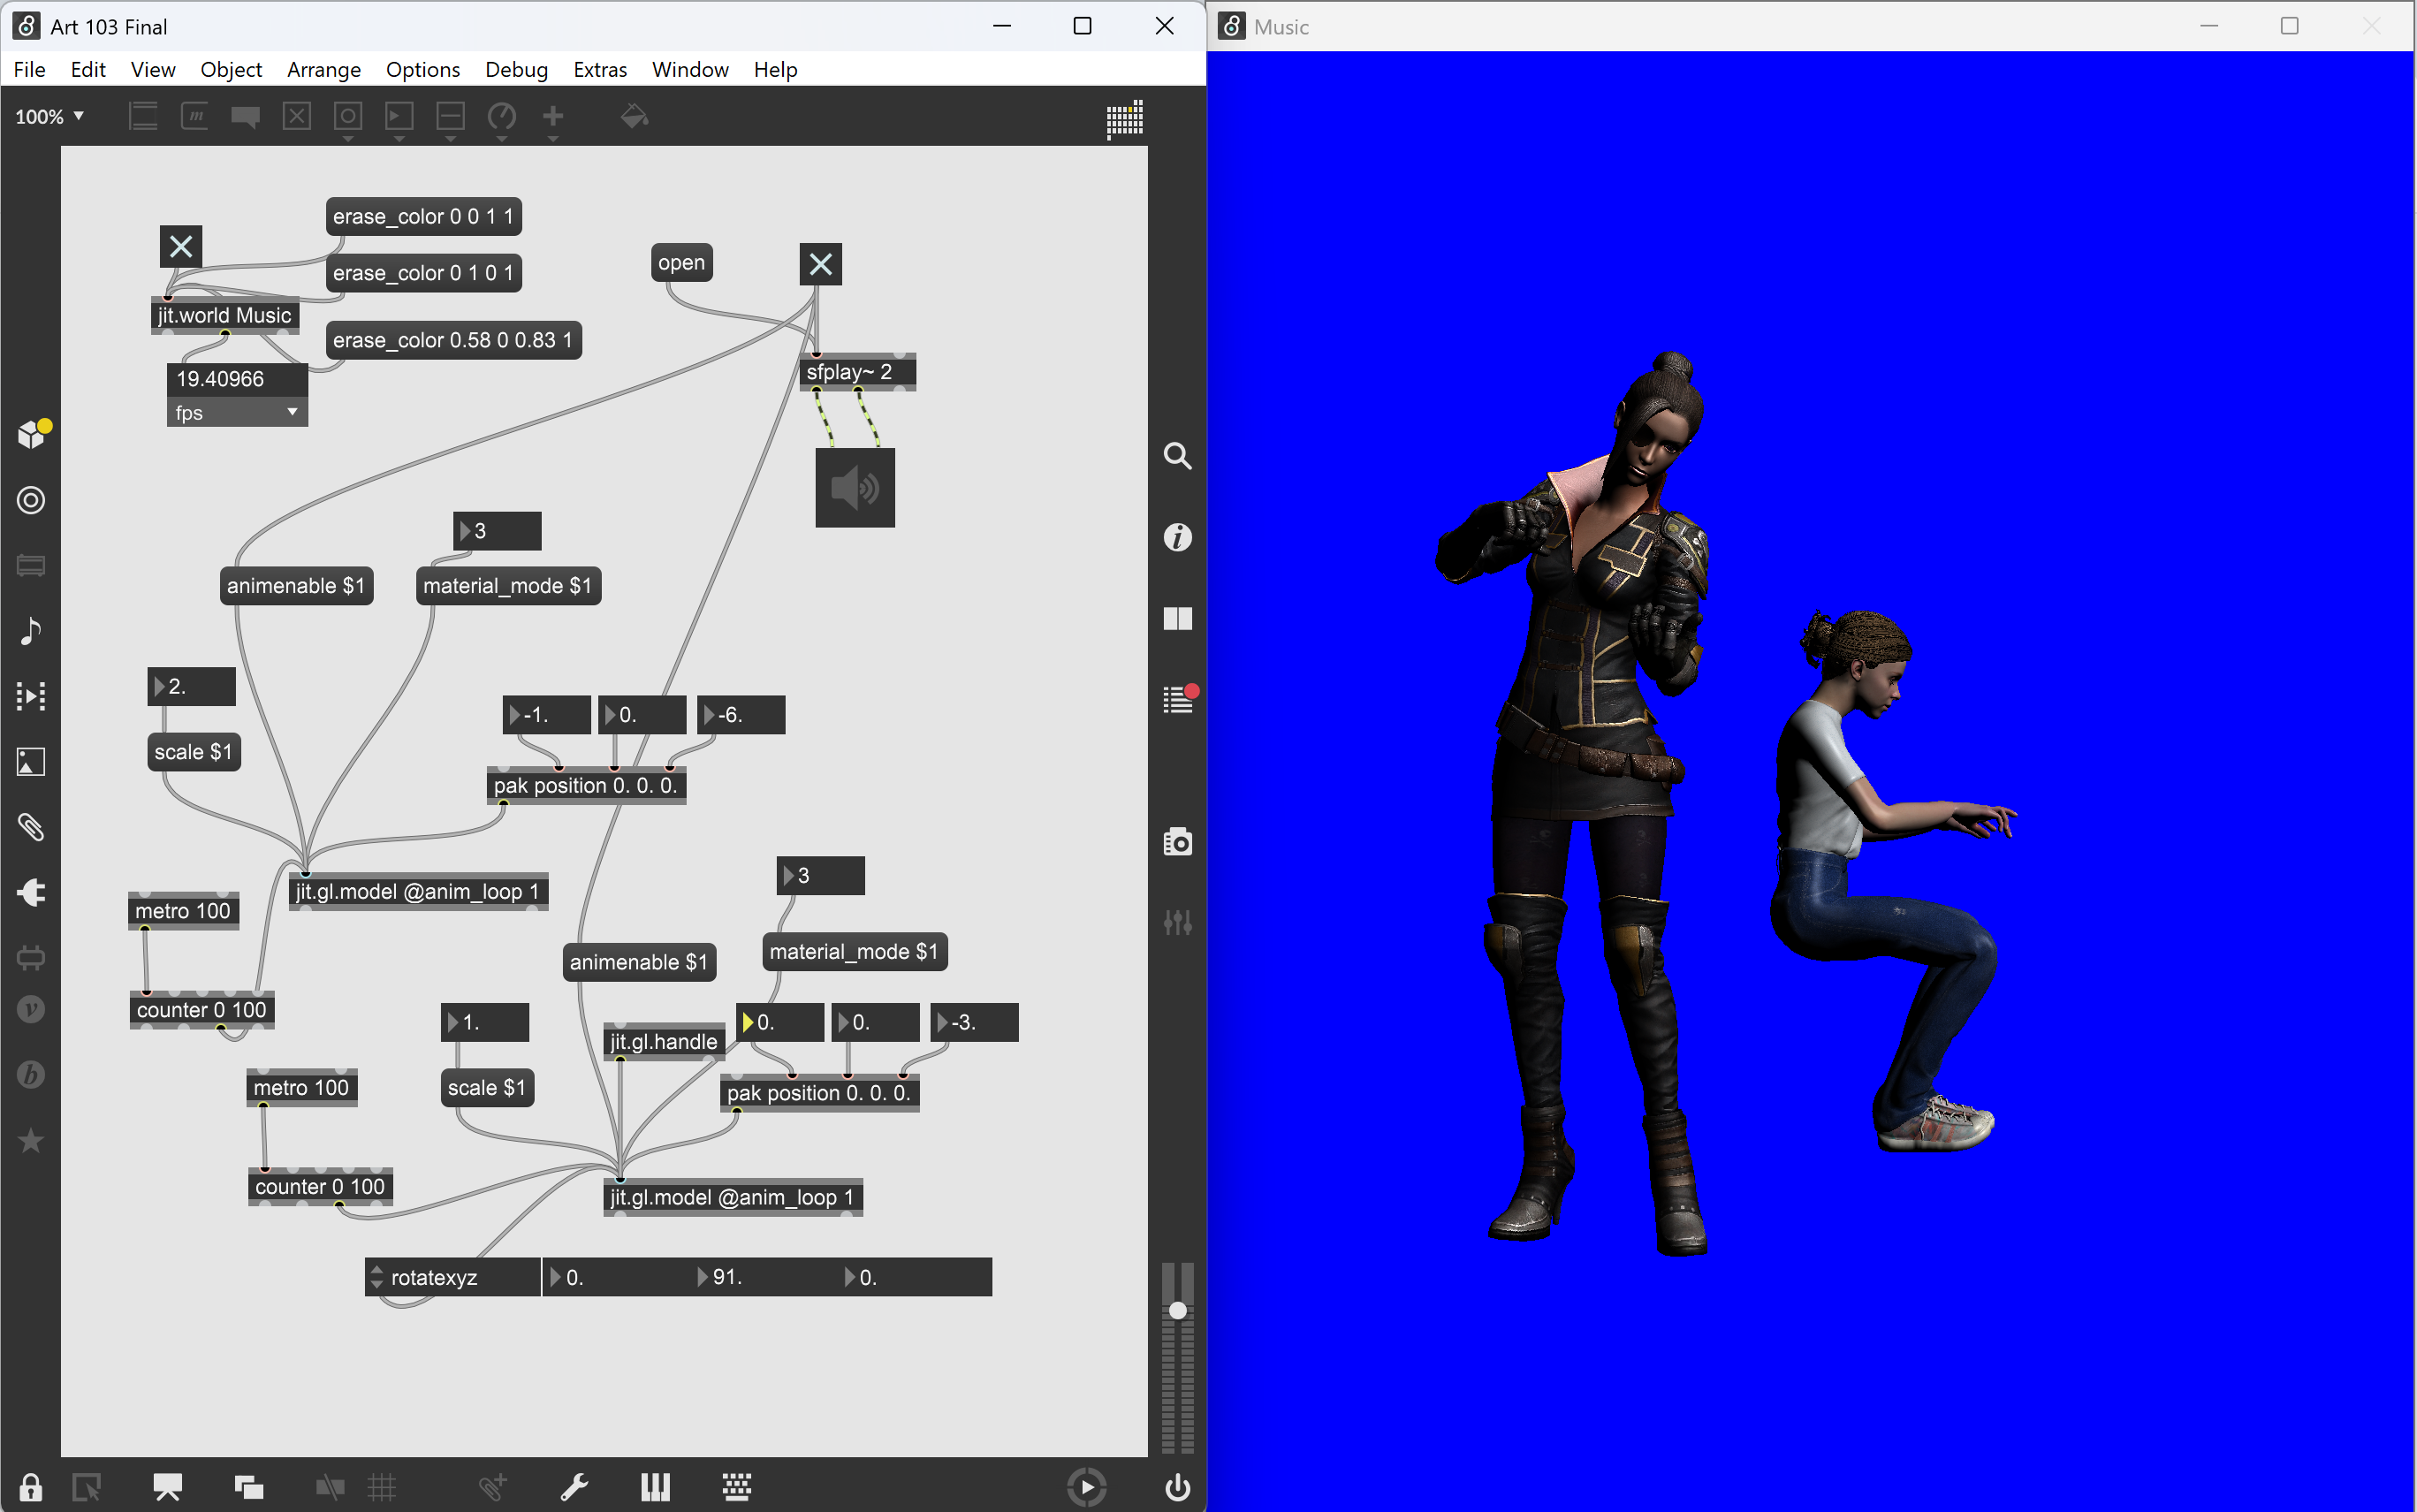 Art 103 Final
Music
File Edit View Object Arrange Options Debug Extras Window Help
100%
erase_color 0 0 1 1
erase_color 0 1 0 1
jit.world Music
erase_color 0.58 0 0.83 1
19.40966
fps
open
sfplay~ 2
3
animenable $1
material_mode $1
2.
scale $1
-1.
0.
-6.
pak position 0. 0. 0.
jit.gl.model @anim_loop 1
metro 100
counter 0 100
3
animenable $1
material_mode $1
1.
jit.gl.handle
0.
0.
-3.
scale $1
pak position 0. 0. 0.
metro 100
counter 0 100
jit.gl.model @anim_loop 1
rotatexyz 0. 91. 0.